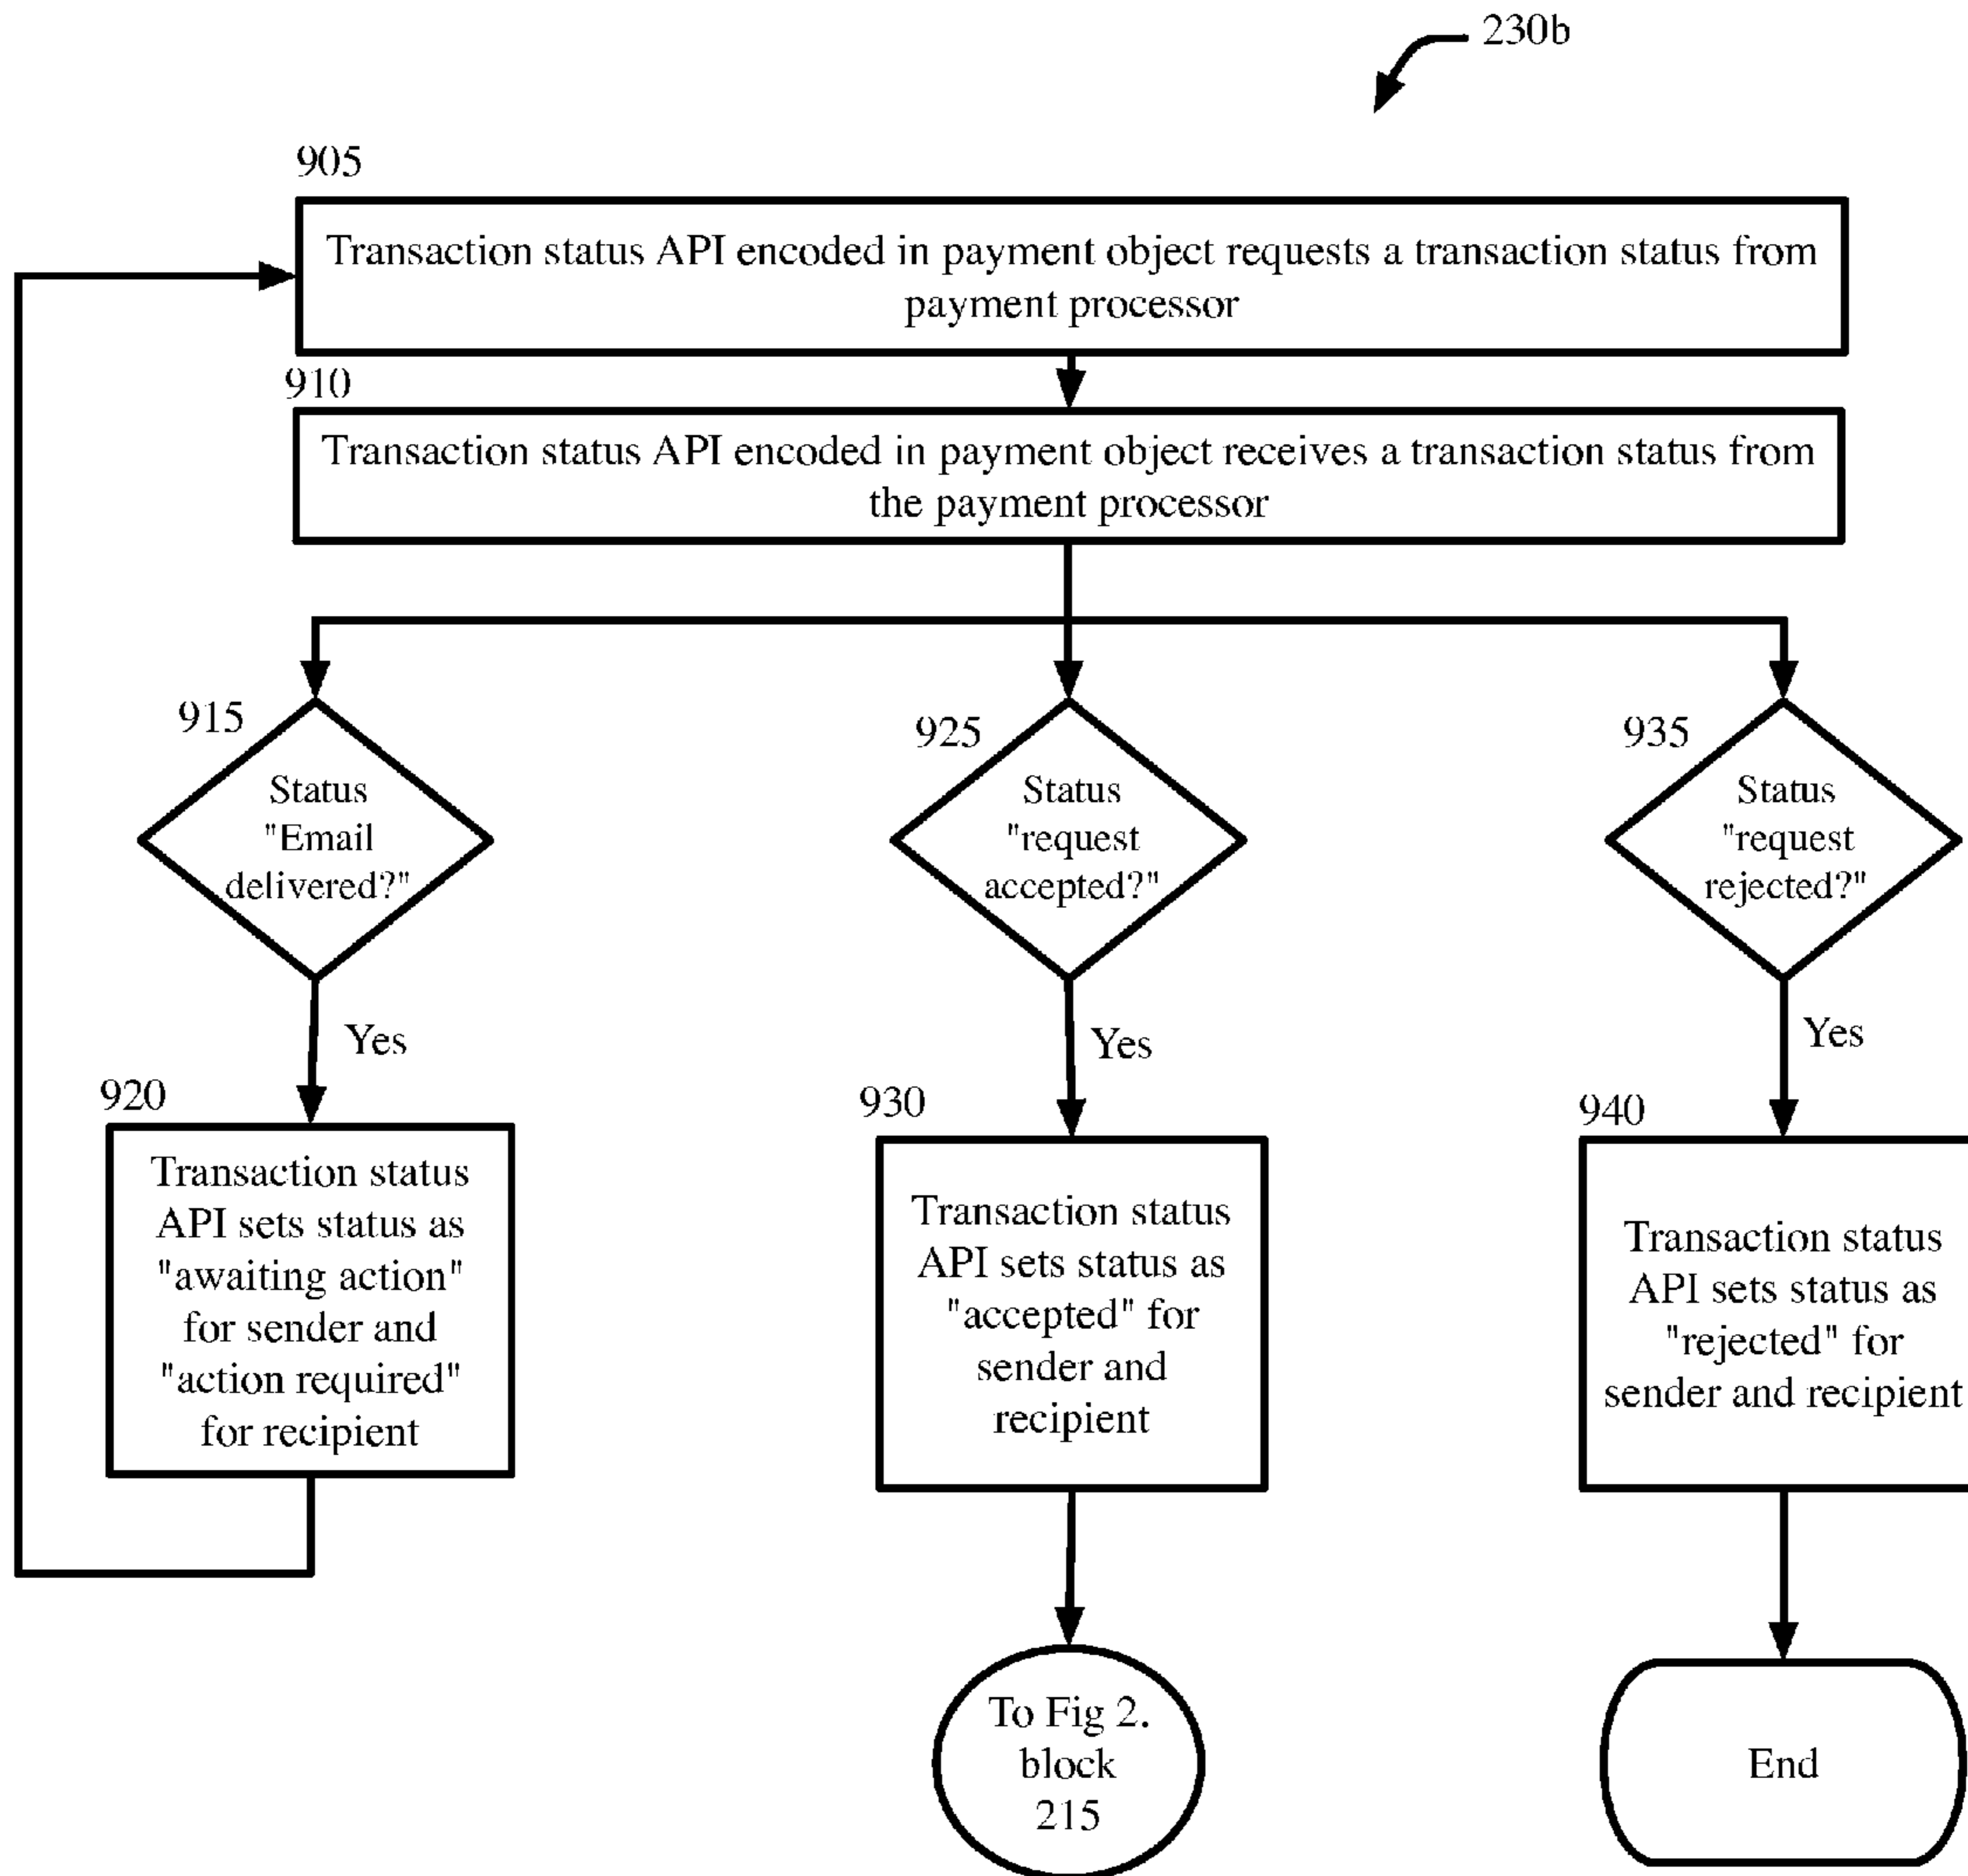 230b
905
Transaction status API encoded in payment object requests a transaction status from
payment processor
910
Transaction status API encoded in payment object receives a transaction status from
the payment processor
915
Status
"Email
delivered?"
925
Status
"request
accepted?"
935
Status
"request
rejected?"
Yes
Yes
Yes
920
Transaction status
API sets status as
"awaiting action"
for sender and
"action required"
for recipient
930
Transaction status
API sets status as
"accepted" for
sender and
recipient
940
Transaction status
API sets status as
"rejected" for
sender and recipient
To Fig 2.
block
215
End